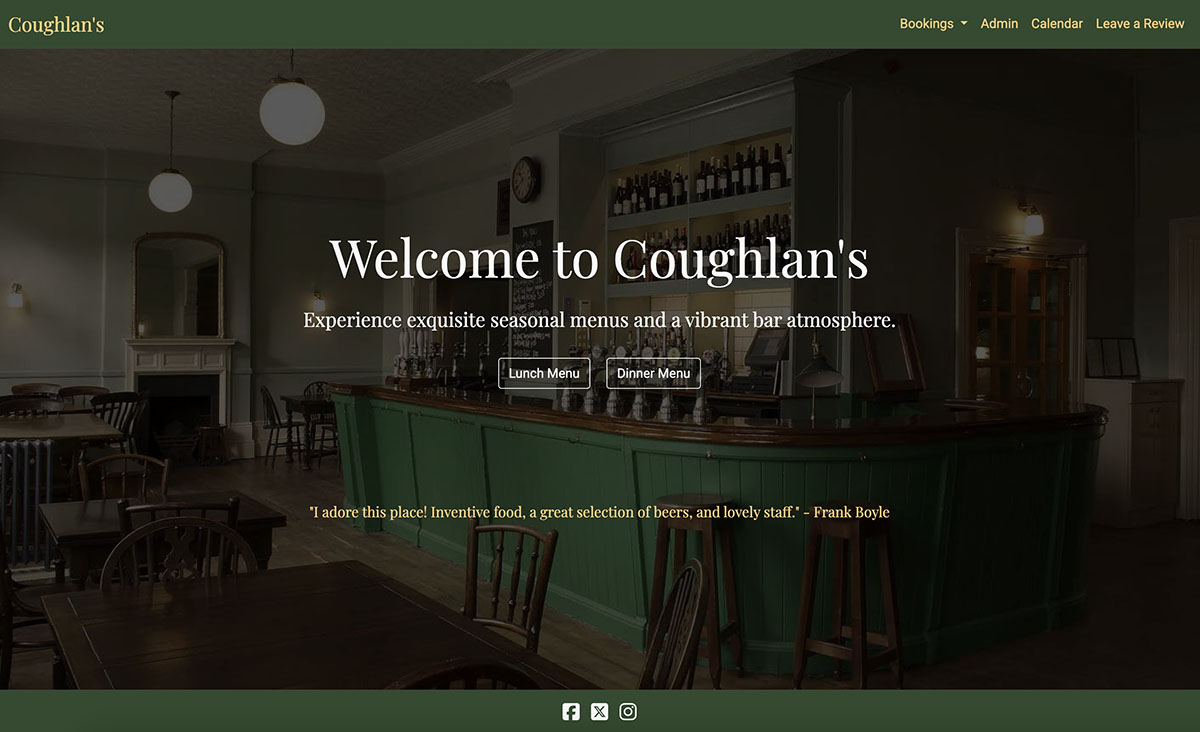 Coughlan's
Bookings Admin Calendar Leave a Review
Welcome to Coughlan's
Experience exquisite seasonal menus and a vibrant bar atmosphere.
Lunch Menu Dinner Menu
"I adore this place! Inventive food, a great selection of beers, and lovely staff." - Frank Boyle